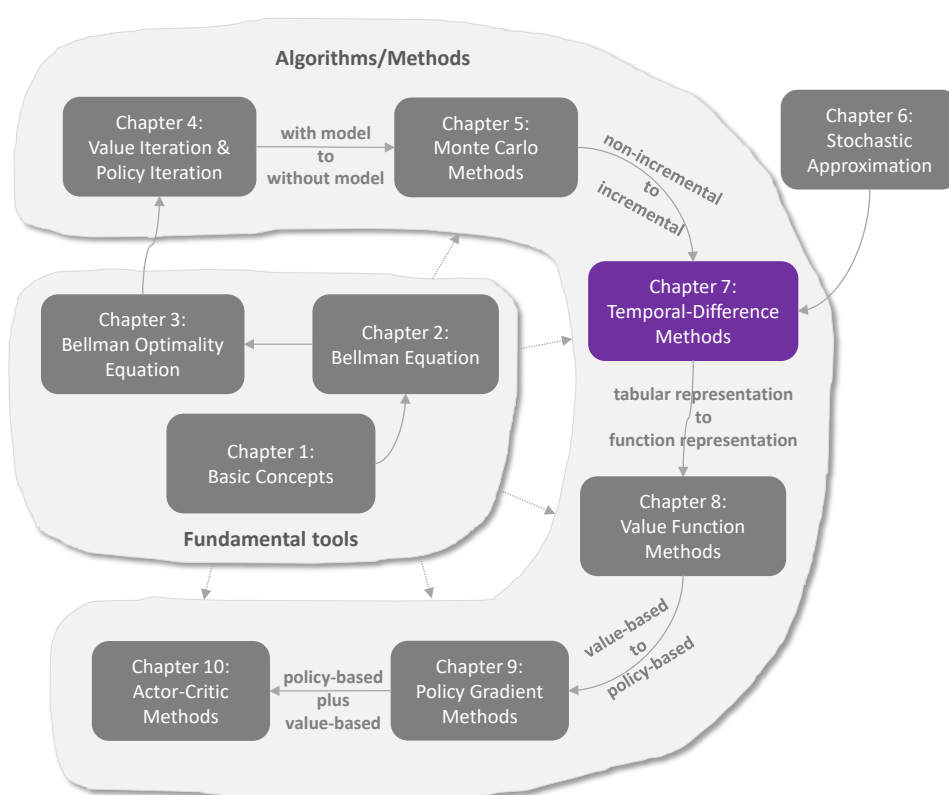 Algorithms/Methods
Chapter 4:
Value Iteration &
Policy Iteration
with model
to
without model
Chapter 5:
Monte Carlo
Methods
non-incremental
to
incremental
Chapter 6:
Stochastic
Approximation
Chapter 3:
Bellman Optimality
Equation
Chapter 2:
Bellman Equation
Chapter 7:
Temporal-Difference
Methods
Chapter 1:
Basic Concepts
Fundamental tools
tabular representation
to
function representation
Chapter 8:
Value Function
Methods
value-based
to
policy-based
Chapter 10:
Actor-Critic
Methods
policy-based
plus
value-based
Chapter 9:
Policy Gradient
Methods